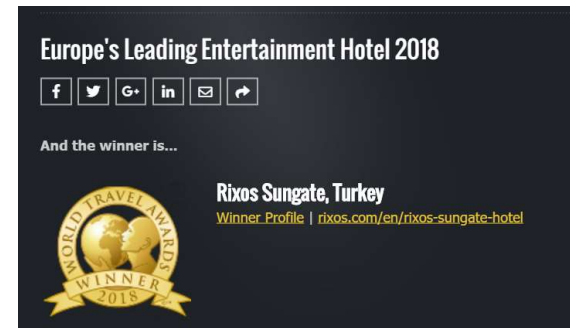 Europe's Leading Entertainment Hotel 2018
f G+ in
And the winner is...
Rixos Sungate, Turkey
Winner Profile | rixos.com/en/rixos-sungate-hotel
WORLD TRAVEL AWARDS
WINNER
2018